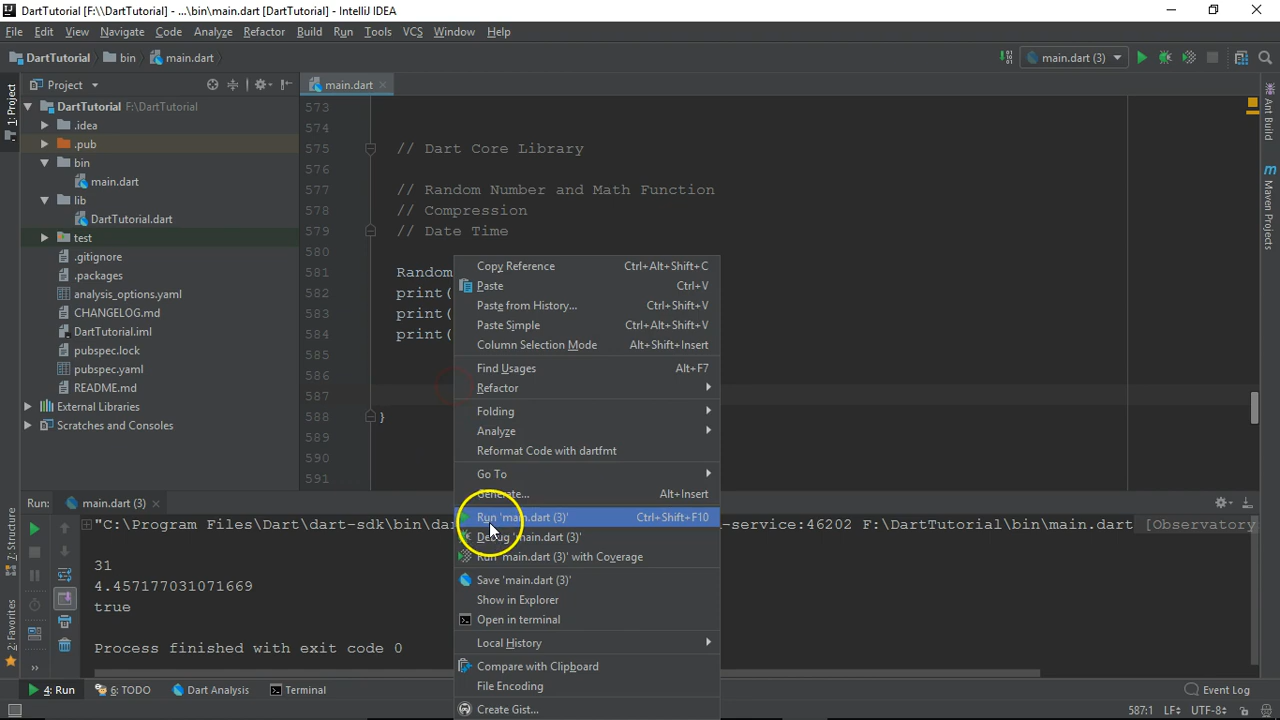 DartTutorial [F:\\DartTutorial] - ...\bin\main.dart [DartTutorial] - IntelliJ IDEA
File Edit View Navigate Code Analyze Refactor Build Run Tools VCS Window Help
DartTutorial bin main.dart main.dart (3)
1: Project
Project
main.dart
DartTutorial F:\DartTutorial
.idea
.pub
bin
main.dart
lib
DartTutorial.dart
test
.gitignore
.packages
analysis_options.yaml
CHANGELOG.md
DartTutorial.iml
pubspec.lock
pubspec.yaml
README.md
External Libraries
Scratches and Consoles
573
574
575 // Dart Core Library
576
577 // Random Number and Math Function
578 // Compression
579 // Date Time
580
581 Random
582 print(
583 print(
584 print(
585
586
587
588 }
589
590
591
Copy Reference Ctrl+Alt+Shift+C
Paste Ctrl+V
Paste from History... Ctrl+Shift+V
Paste Simple Ctrl+Alt+Shift+V
Column Selection Mode Alt+Shift+Insert
Find Usages Alt+F7
Refactor
Folding
Analyze
Reformat Code with dartfmt
Go To
Generate... Alt+Insert
Run 'main.dart (3)' Ctrl+Shift+F10
Debug 'main.dart (3)'
Run 'main.dart (3)' with Coverage
Save 'main.dart (3)'
Show in Explorer
Open in terminal
Local History
Compare with Clipboard
File Encoding
Create Gist...
Ant Build
Maven Projects
Run: main.dart (3)
"C:\Program Files\Dart\dart-sdk\bin\da -service:46202 F:\DartTutorial\bin\main.dart [Observatory
31
4.457177031071669
true
Process finished with exit code 0
7: Structure
2: Favorites
4: Run 6: TODO Dart Analysis Terminal Event Log
587:1 LF UTF-8